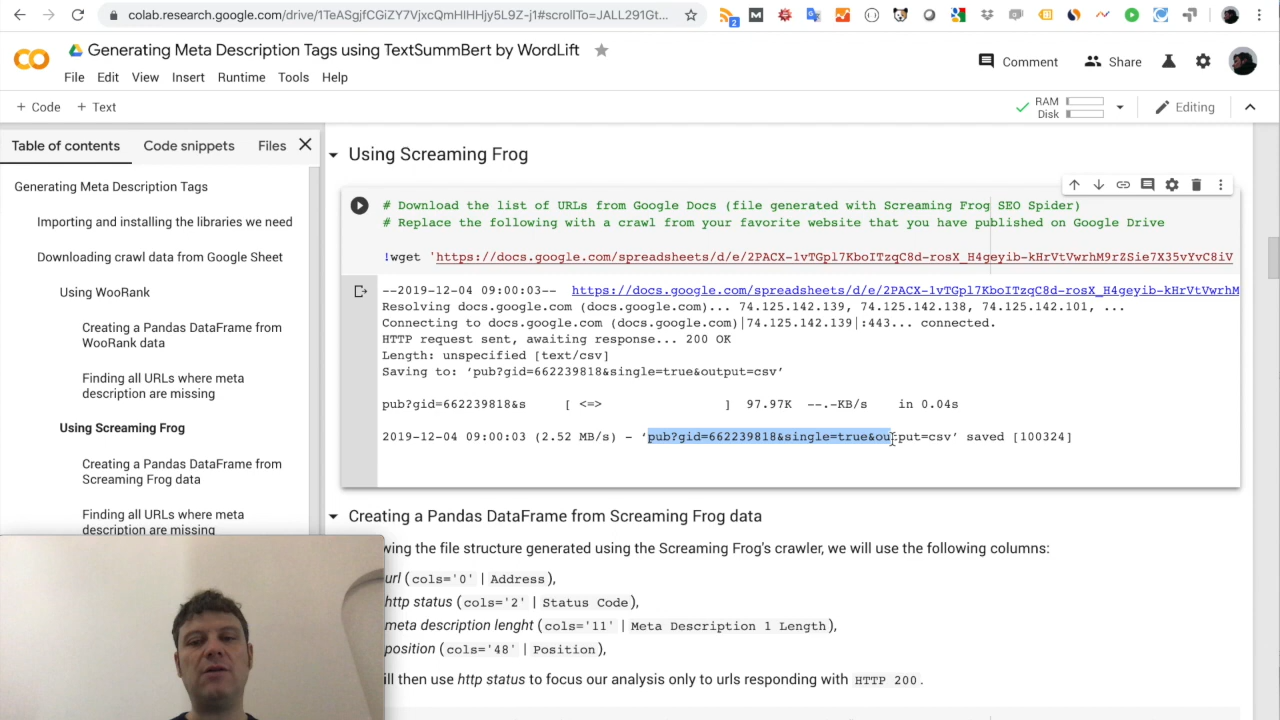 colab.research.google.com/drive/1TeASgjfCGiZY7VjxcQmHlHHjy5L9Z-j1#scrollTo=JALL291Gt...
2
Generating Meta Description Tags using TextSummBert by WordLift
Comment
Share
File Edit View Insert Runtime Tools Help
+ Code + Text
RAM
Disk
Editing
Table of contents Code snippets Files
Generating Meta Description Tags
Importing and installing the libraries we need
Downloading crawl data from Google Sheet
Using WooRank
Creating a Pandas DataFrame from
WooRank data
Finding all URLs where meta
description are missing
Using Screaming Frog
Creating a Pandas DataFrame from
Screaming Frog data
Finding all URLs where meta
description are missing
Using Screaming Frog
# Download the list of URLs from Google Docs (file generated with Screaming Frog SEO Spider)
# Replace the following with a crawl from your favorite website that you have published on Google Drive
!wget 'https://docs.google.com/spreadsheets/d/e/2PACX-1vTGpl7KboITzqC8d-rosX_H4geyib-kHrVtVwrhM9rZSie7X35vYvC8iV
--2019-12-04 09:00:03-- https://docs.google.com/spreadsheets/d/e/2PACX-1vTGpl7KboITzqC8d-rosX_H4geyib-kHrVtVwrhM
Resolving docs.google.com (docs.google.com)... 74.125.142.139, 74.125.142.138, 74.125.142.101, ...
Connecting to docs.google.com (docs.google.com)|74.125.142.139|:443... connected.
HTTP request sent, awaiting response... 200 OK
Length: unspecified [text/csv]
Saving to: ‘pub?gid=662239818&single=true&output=csv’
pub?gid=662239818&s [ <=> ] 97.97K --.-KB/s in 0.04s
2019-12-04 09:00:03 (2.52 MB/s) - ‘pub?gid=662239818&single=true&output=csv’ saved [100324]
Creating a Pandas DataFrame from Screaming Frog data
wing the file structure generated using the Screaming Frog's crawler, we will use the following columns:
url (cols='0' | Address),
http status (cols='2' | Status Code),
meta description lenght (cols='11' | Meta Description 1 Length),
position (cols='48' | Position),
ill then use http status to focus our analysis only to urls responding with HTTP 200.